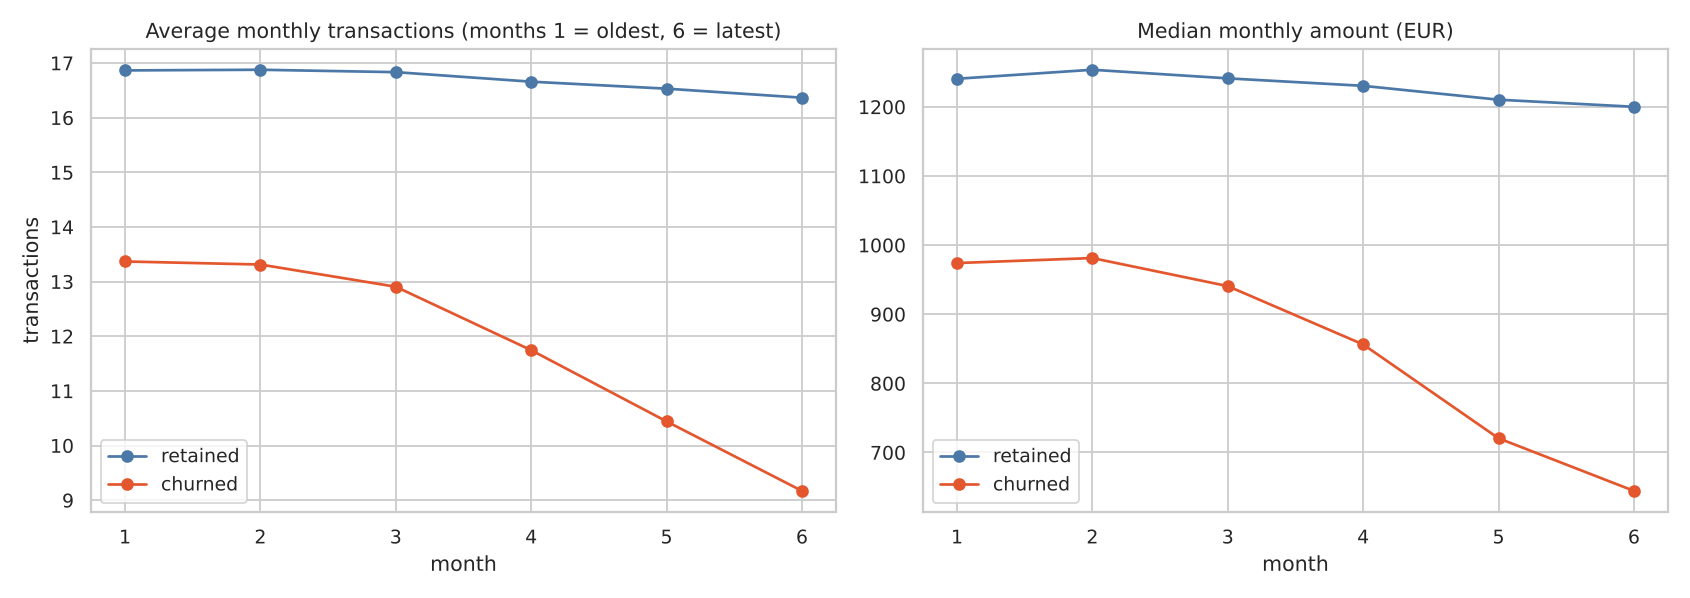 Average monthly transactions (months 1 = oldest, 6 = latest)
17
16
15
14
13
12
11
10
9
transactions
retained
churned
1 2 3 4 5 6
month
Median monthly amount (EUR)
1200
1100
1000
900
800
700
retained
churned
1 2 3 4 5 6
month